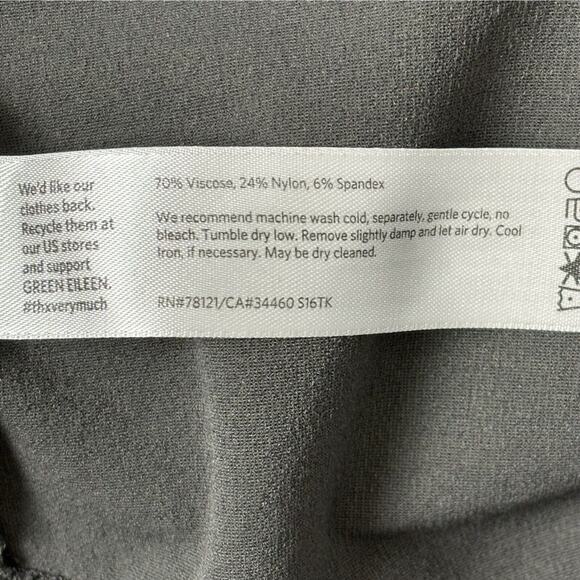 We'd like our
clothes back.
Recycle them at
our US stores
and support
GREEN EILEEN.
#thxverymuch
70% Viscose, 24% Nylon, 6% Spandex
We recommend machine wash cold, separately, gentle cycle, no
bleach. Tumble dry low. Remove slightly damp and let air dry. Cool
Iron, if necessary. May be dry cleaned.
RN#78121/CA#34460 S16TK